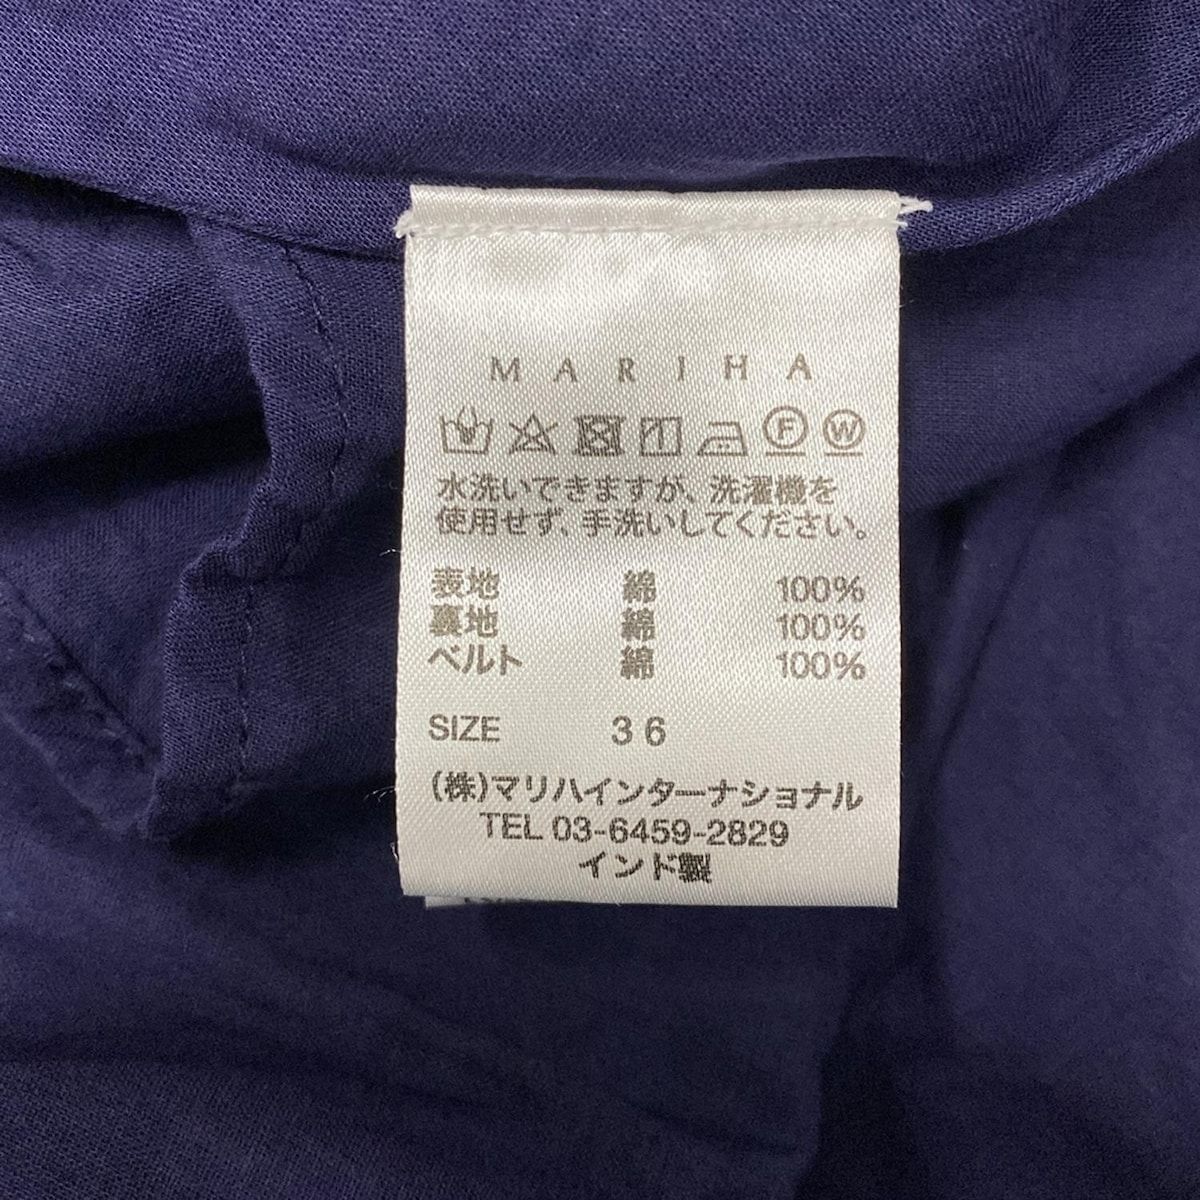 MARIHA
F W
水洗いできますが、洗濯機を
使用せず、手洗いしてください。
表地 綿 100%
裏地 綿 100%
ベルト 綿 100%
SIZE 36
(株)マリハインターナショナル
TEL 03-6459-2829
インド製